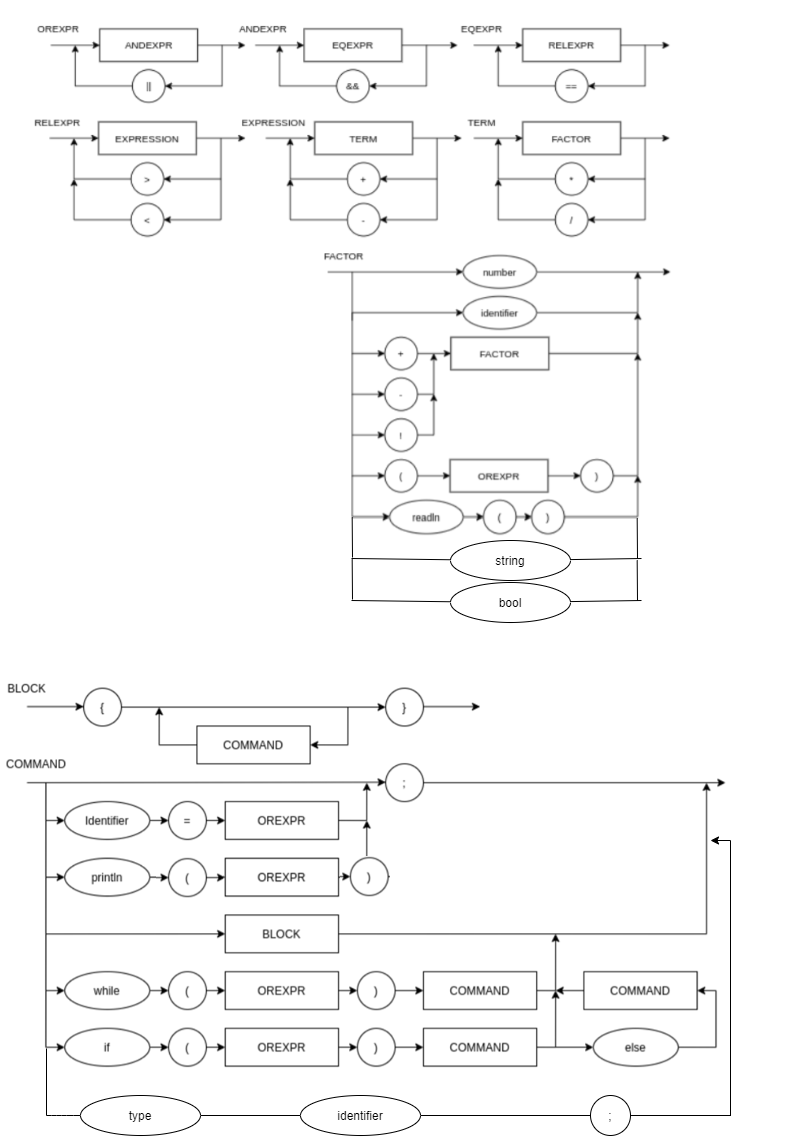 OREXPR ANDEXPR EQEXPR
ANDEXPR EQEXPR RELEXPR
|| && ==
RELEXPR EXPRESSION TERM
EXPRESSION TERM FACTOR
> + *
< - /
FACTOR
number
identifier
+ FACTOR
-
!
( OREXPR )
readln ( )
string
bool
BLOCK
{ }
COMMAND
COMMAND
;
Identifier = OREXPR
println ( OREXPR )
BLOCK
while ( OREXPR ) COMMAND COMMAND
if ( OREXPR ) COMMAND else
type identifier ;